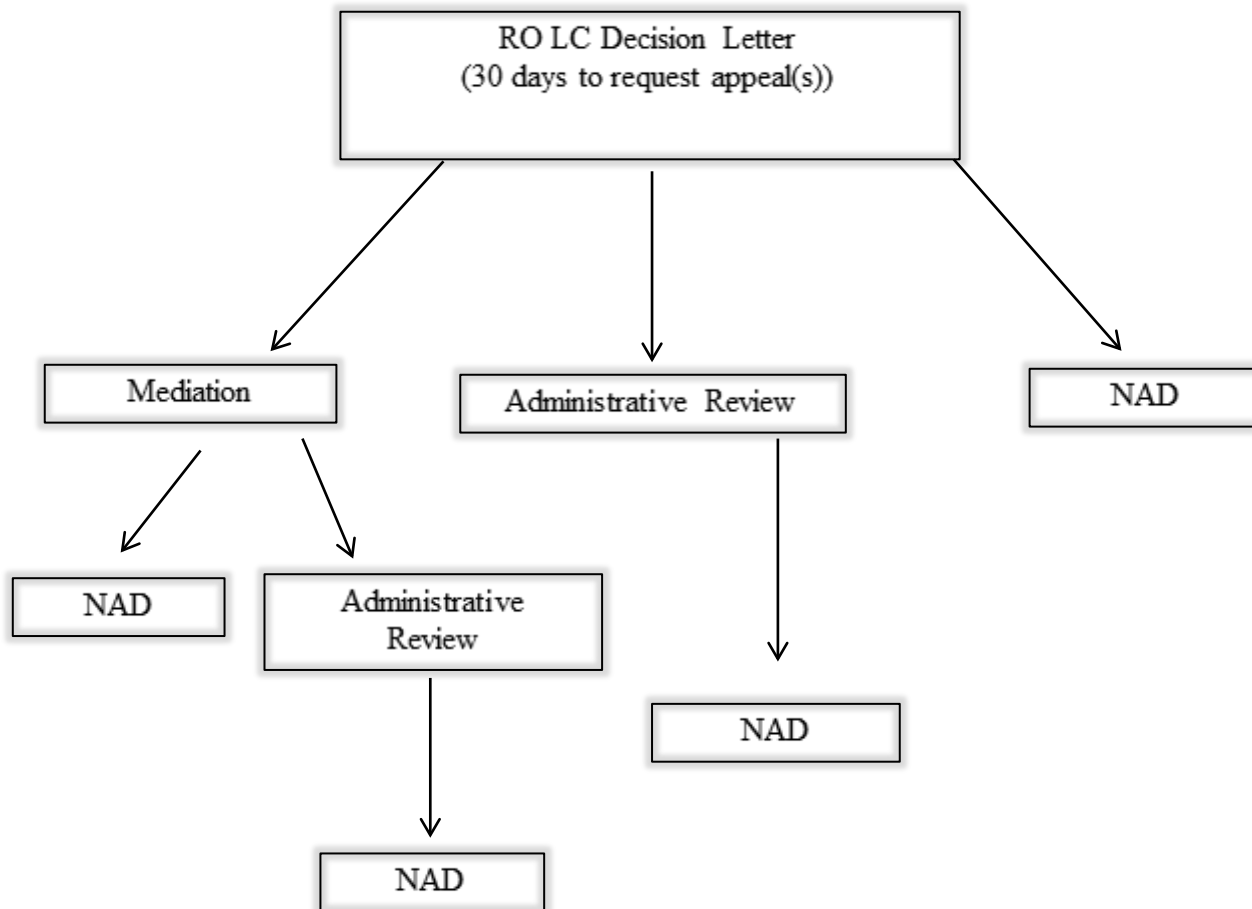 RO LC Decision Letter
(30 days to request appeal(s))
Mediation
Administrative Review
NAD
NAD
Administrative
Review
NAD
NAD